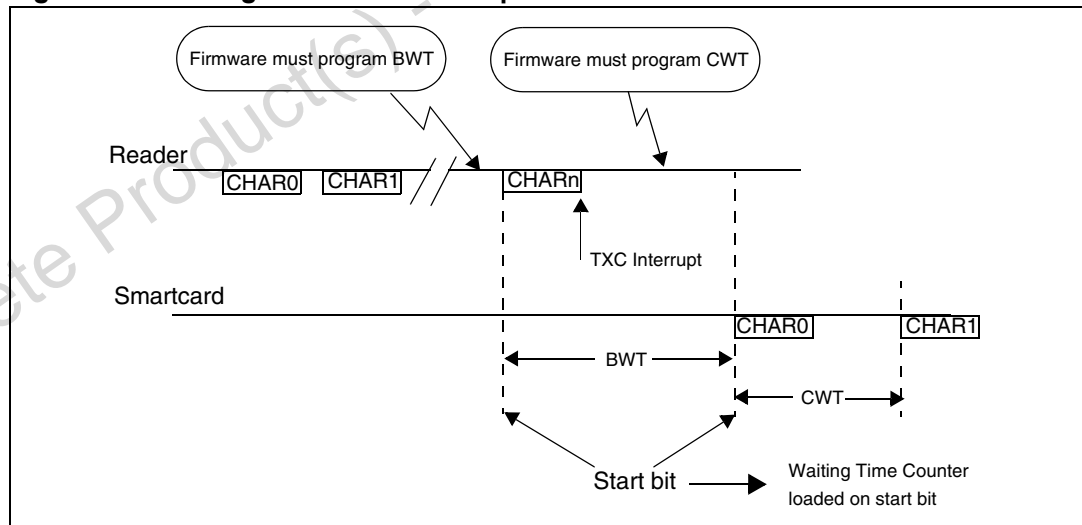 Firmware must program BWT
Firmware must program CWT
Reader
CHAR0
CHAR1
CHARn
TXC Interrupt
Smartcard
CHAR0
CHAR1
BWT
CWT
Start bit
Waiting Time Counter
loaded on start bit